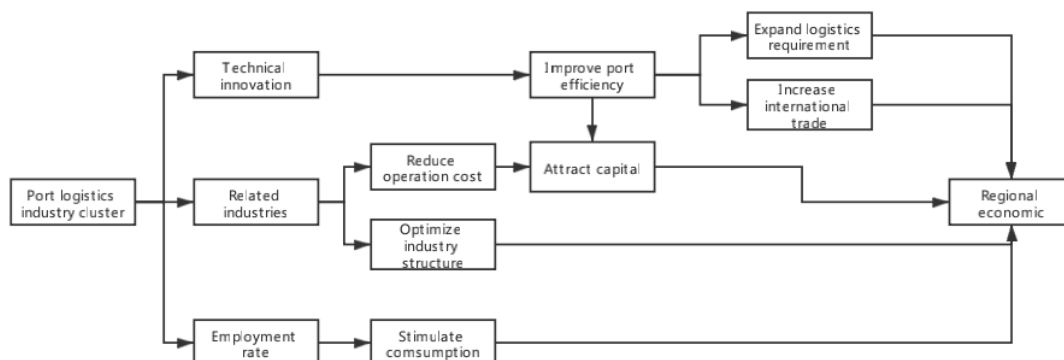 Expand logistics
requirement
Technical
innovation
Improve port
efficiency
Increase
international
trade
Reduce
operation cost
Attract capital
Port logistics
industry cluster
Related
industries
Regional
economic
Optimize
industry
structure
Employment
rate
Stimulate
comsumption